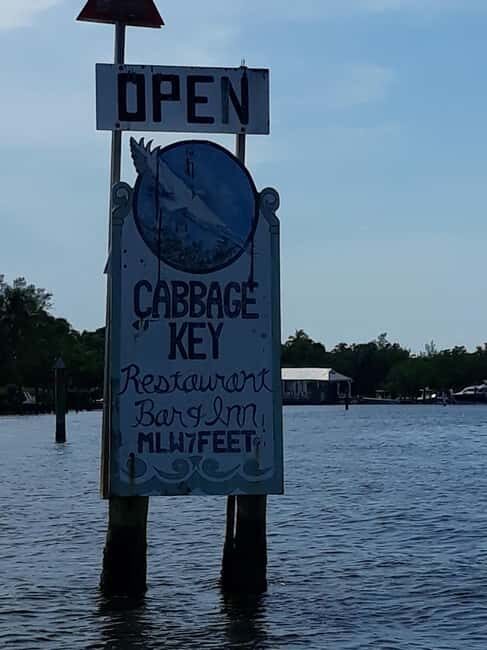 OPEN
CABBAGE
KEY
Restaurant
Bar & Inn
MLW7FEET